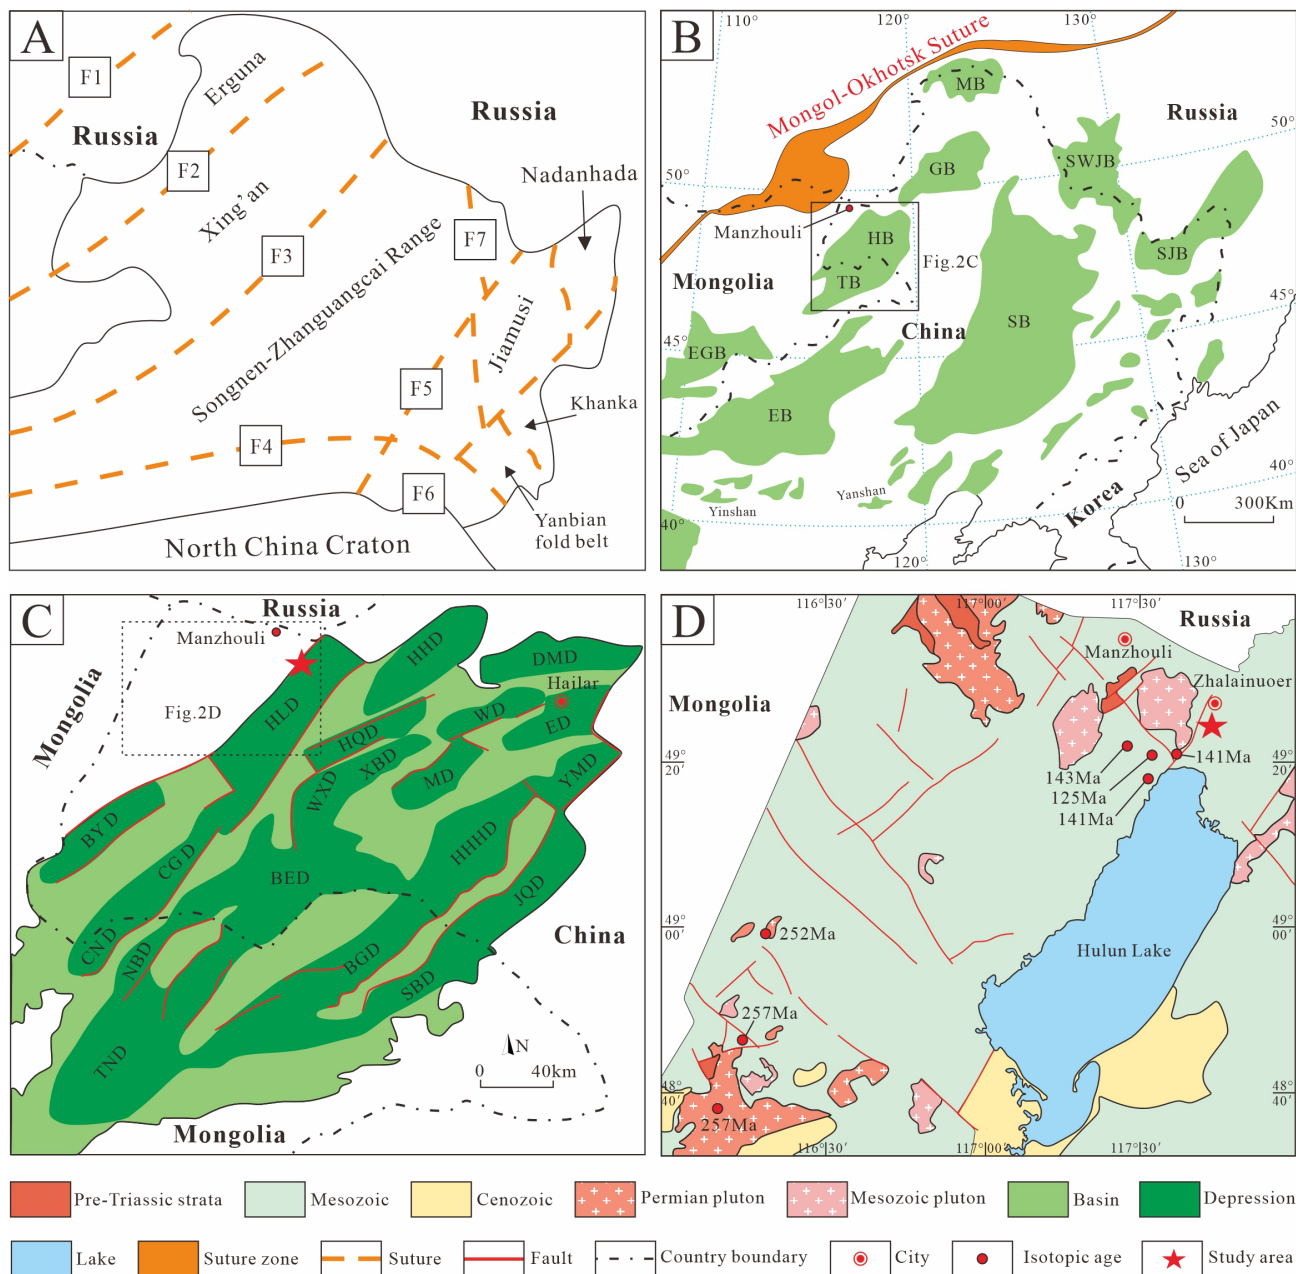 A
F1
Erguna
Russia
Russia
F2
Nadanhada
Xing'an
F3
F7
Songnen-Zhanguangcai Range
Jiamusi
F5
Khanka
F4
F6
Yanbian
fold belt
North China Craton
B
110°
120°
130°
Mongol-Okhotsk Suture
MB
Russia
50°
SWJB
GB
50°
Manzhouli
HB
SJB
Fig.2C
Mongolia
TB
45°
China
SB
45°
EGB
EB
Sea of Japan
40°
Yanshan
Yinshan
Korea
0 300Km
40°
120°
130°
C
Russia
Manzhouli
HHD
DMD
Mongolia
Hailar
Fig.2D
HLD
WD
HQD
ED
XBD
MD
YMD
WXD
BYD
HHHD
CGD
BED
JQD
CND
NBD
China
BGD
SBD
N
TND
0 40km
Mongolia
D
116°30′
117°00′
117°30′
Russia
Manzhouli
Zhalainuoer
Mongolia
49°
20′
143Ma
141Ma
49°
20′
125Ma
141Ma
49°
00′
252Ma
49°
00′
Hulun Lake
257Ma
48°
40′
48°
40′
257Ma
116°30′
117°00′
117°30′
Pre-Triassic strata
Mesozoic
Cenozoic
Permian pluton
Mesozoic pluton
Basin
Depression
Lake
Suture zone
Suture
Fault
Country boundary
City
Isotopic age
Study area